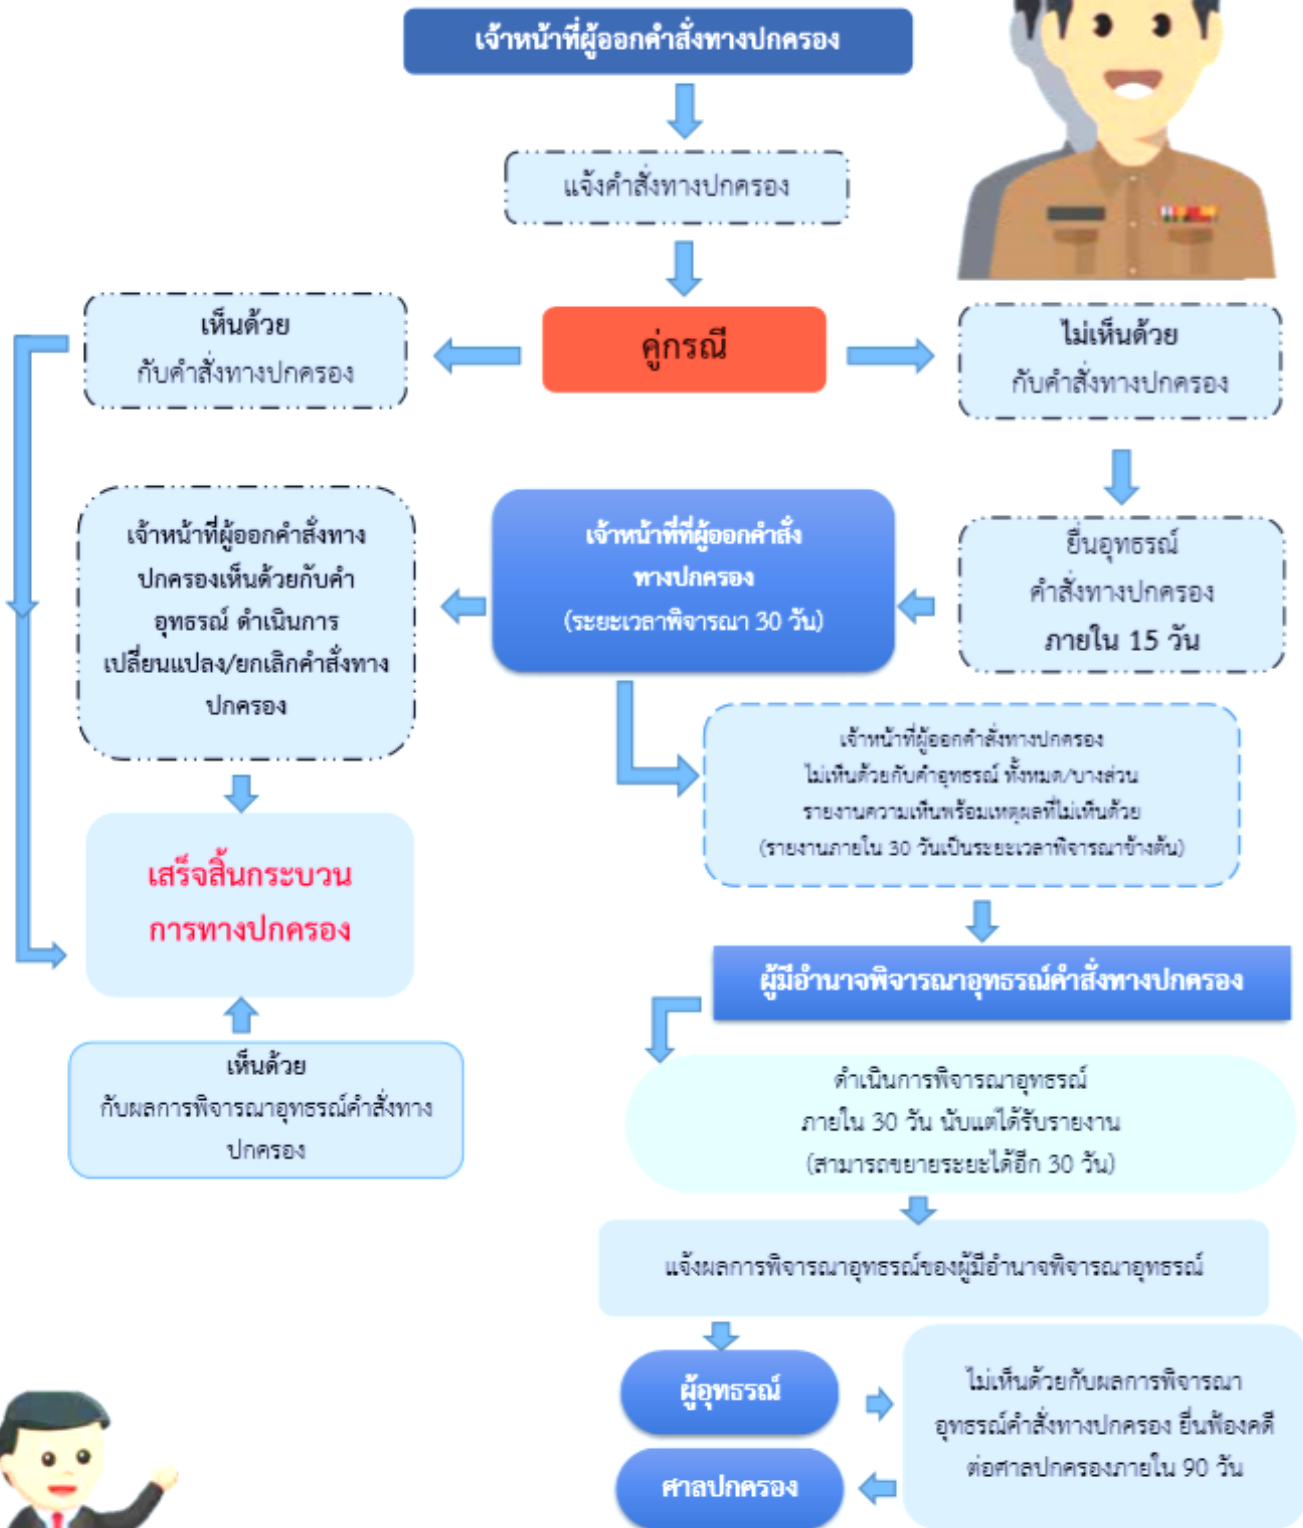 เจ้าหน้าที่ผู้ออกคำสั่งทางปกครอง
แจ้งคำสั่งทางปกครอง
คู่กรณี
เห็นด้วย
กับคำสั่งทางปกครอง
ไม่เห็นด้วย
กับคำสั่งทางปกครอง
ยื่นอุทธรณ์
คำสั่งทางปกครอง
ภายใน 15 วัน
เจ้าหน้าที่ที่ผู้ออกคำสั่ง
ทางปกครอง
(ระยะเวลาพิจารณา 30 วัน)
เจ้าหน้าที่ผู้ออกคำสั่งทาง
ปกครองเห็นด้วยกับคำ
อุทธรณ์ ดำเนินการ
เปลี่ยนแปลง/ยกเลิกคำสั่งทาง
ปกครอง
เจ้าหน้าที่ผู้ออกคำสั่งทางปกครอง
ไม่เห็นด้วยกับคำอุทธรณ์ ทั้งหมด/บางส่วน
รายงานความเห็นพร้อมเหตุผลที่ไม่เห็นด้วย
(รายงานภายใน 30 วันเป็นระยะเวลาพิจารณาข้างต้น)
เสร็จสิ้นกระบวน
การทางปกครอง
ผู้มีอำนาจพิจารณาอุทธรณ์คำสั่งทางปกครอง
เห็นด้วย
กับผลการพิจารณาอุทธรณ์คำสั่งทาง
ปกครอง
ดำเนินการพิจารณาอุทธรณ์
ภายใน 30 วัน นับแต่ได้รับรายงาน
(สามารถขยายระยะได้อีก 30 วัน)
แจ้งผลการพิจารณาอุทธรณ์ของผู้มีอำนาจพิจารณาอุทธรณ์
ผู้อุทธรณ์
ไม่เห็นด้วยกับผลการพิจารณา
อุทธรณ์คำสั่งทางปกครอง ยื่นฟ้องคดี
ต่อศาลปกครองภายใน 90 วัน
ศาลปกครอง